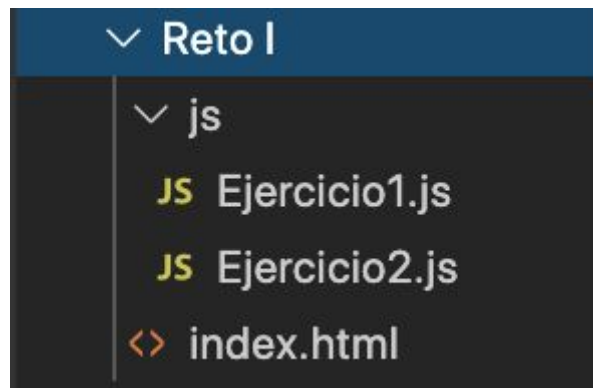 Reto I
js
JS Ejercicio1.js
JS Ejercicio2.js
<> index.html